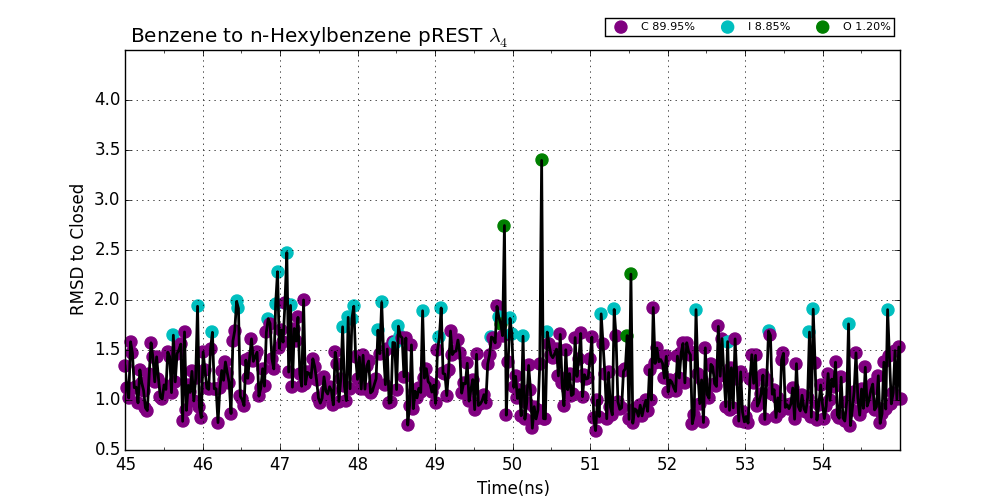 Benzene to n-Hexylbenzene pREST λ4
C 89.95% I 8.85% O 1.20%
RMSD to Closed
4.0
3.5
3.0
2.5
2.0
1.5
1.0
0.5
45 46 47 48 49 50 51 52 53 54
Time(ns)